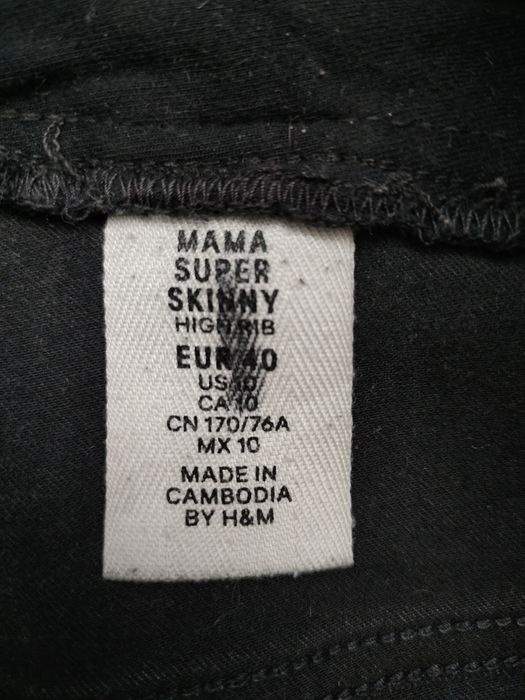 MAMA
SUPER
SKINNY
HIGH RIB
EUR 40
US 10
CA 10
CN 170/76A
MX 10
MADE IN
CAMBODIA
BY H&M